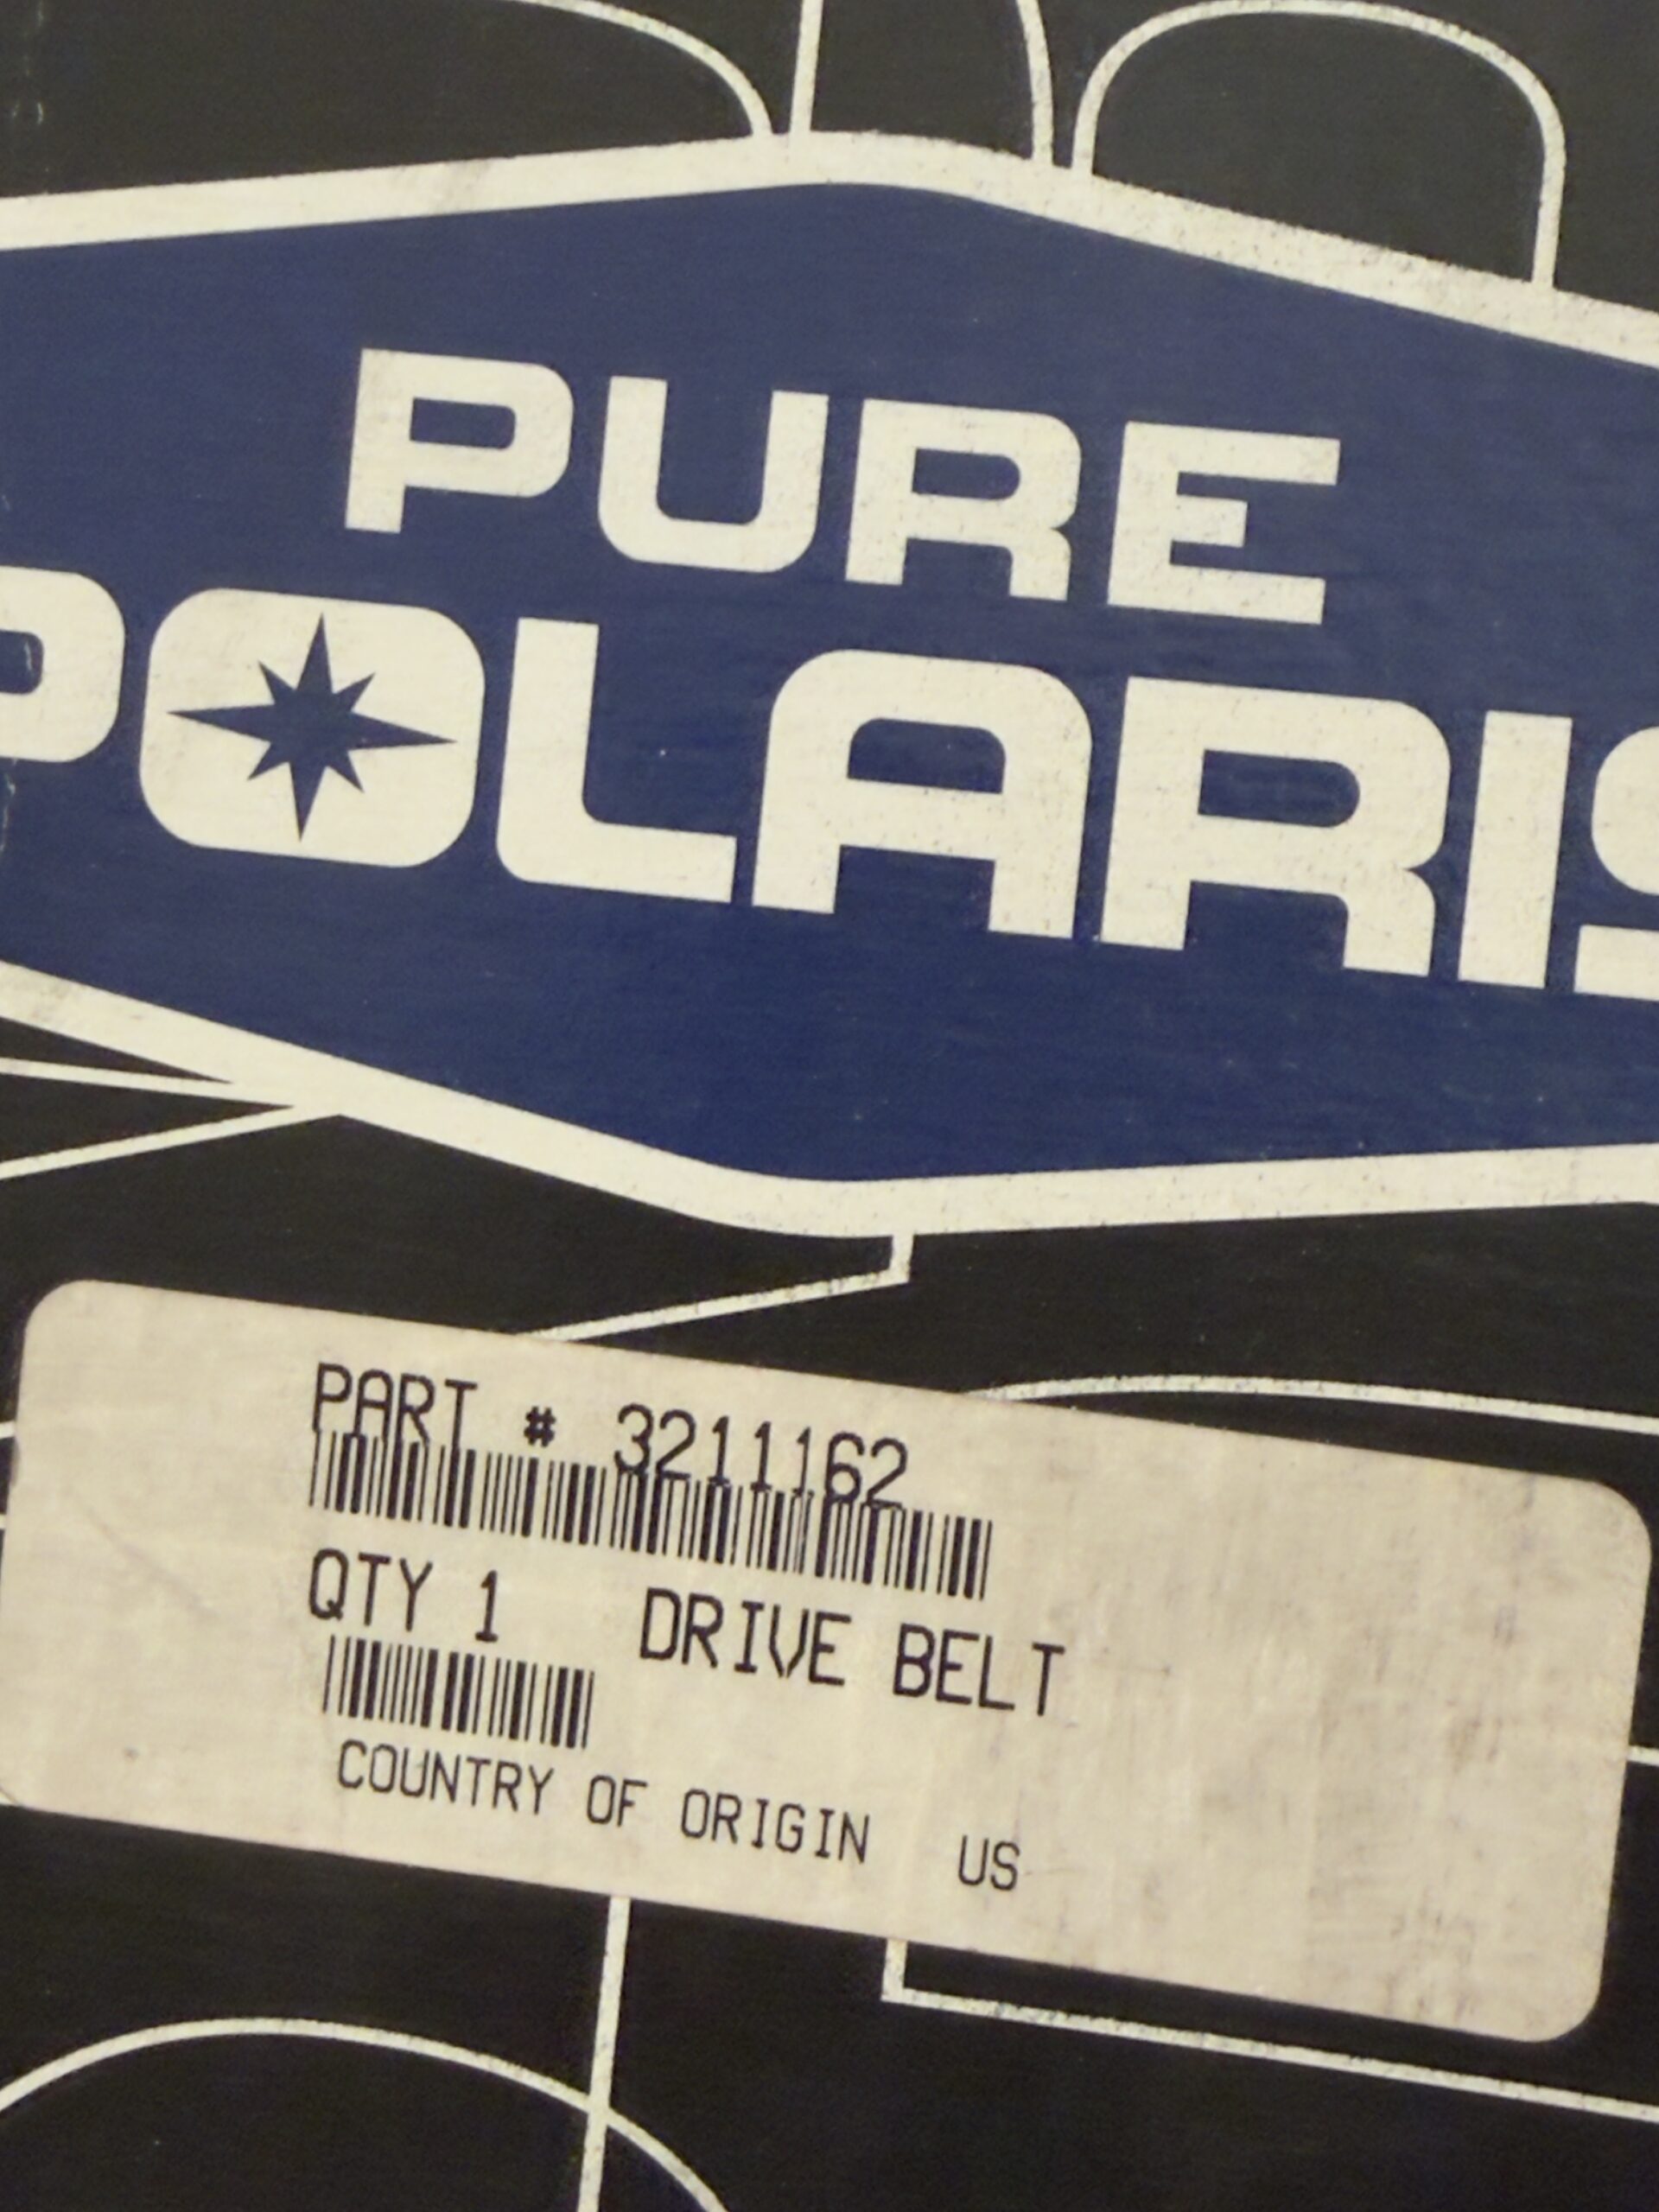 PURE
POLARIS
PART # 3211162
QTY 1 DRIVE BELT
COUNTRY OF ORIGIN US